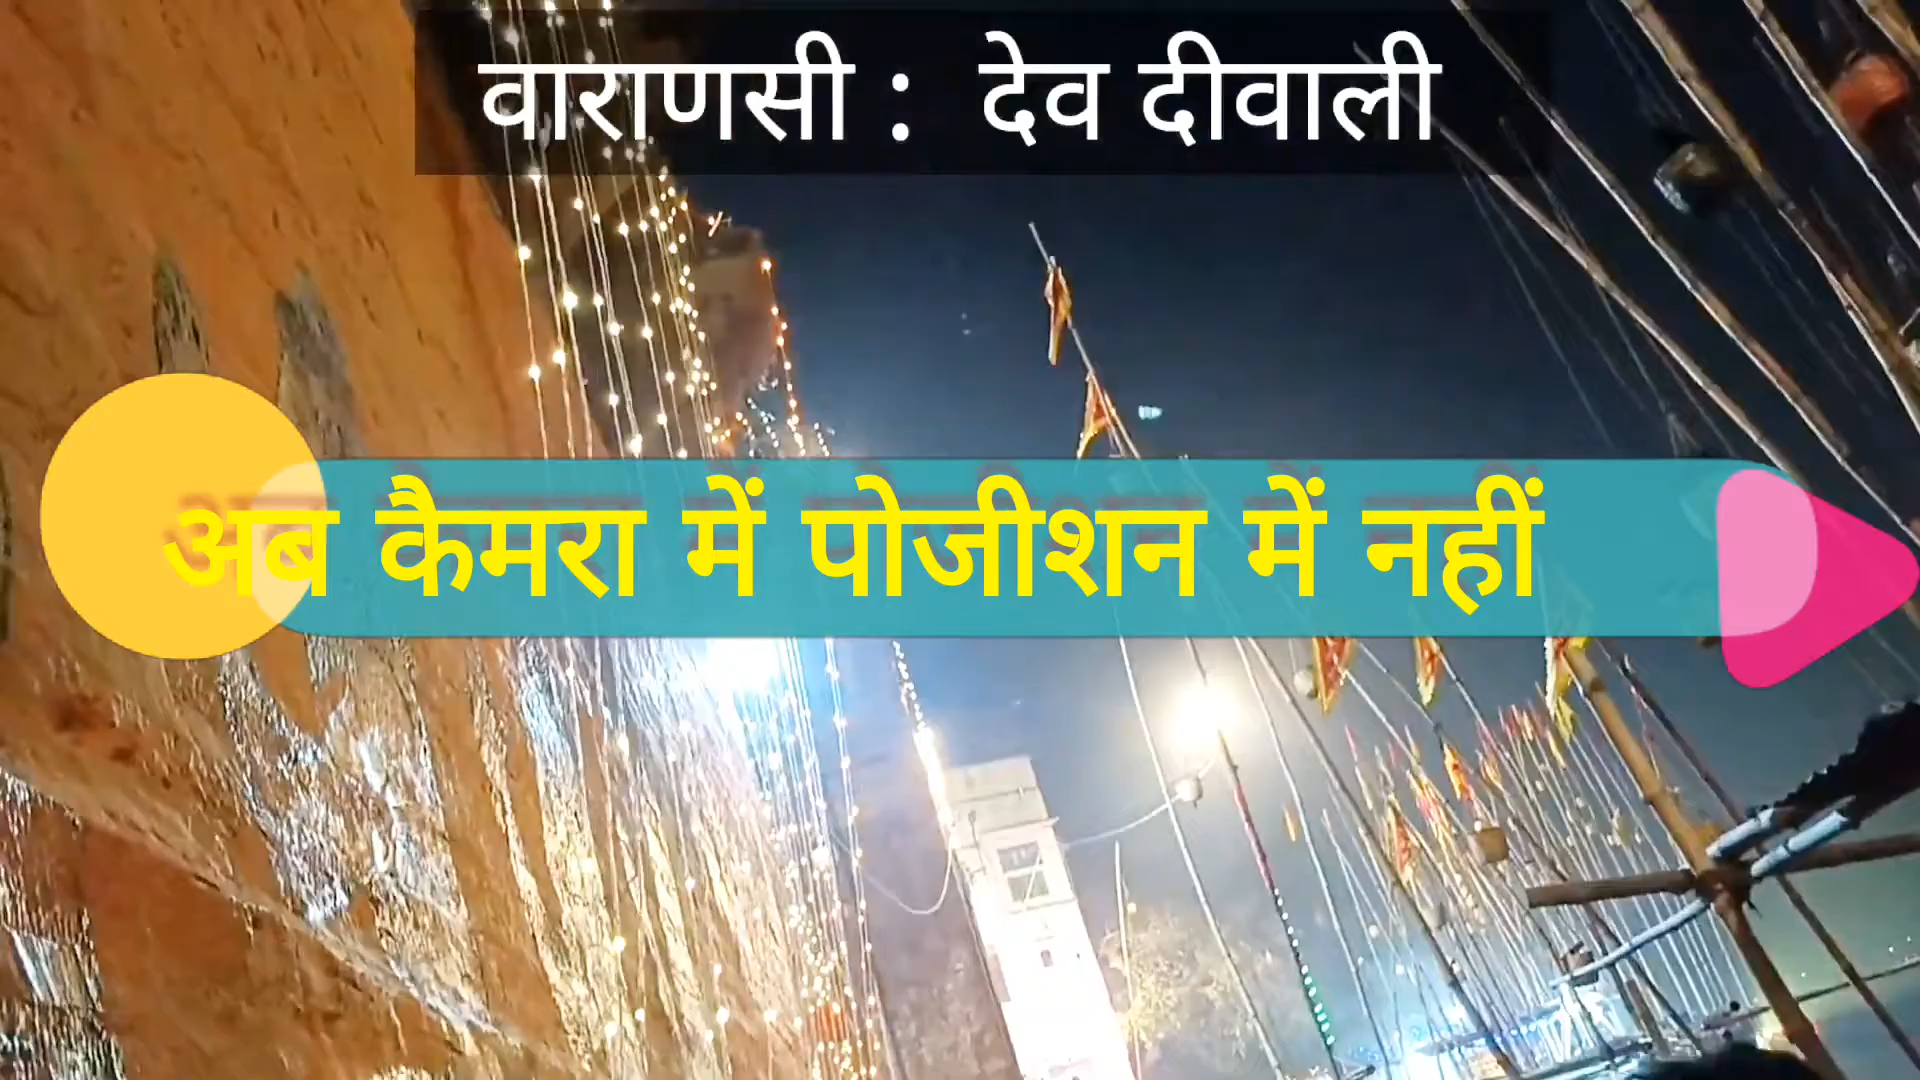 वाराणसी : देव दीवाली
अब कैमरा में पोजीशन में नहीं